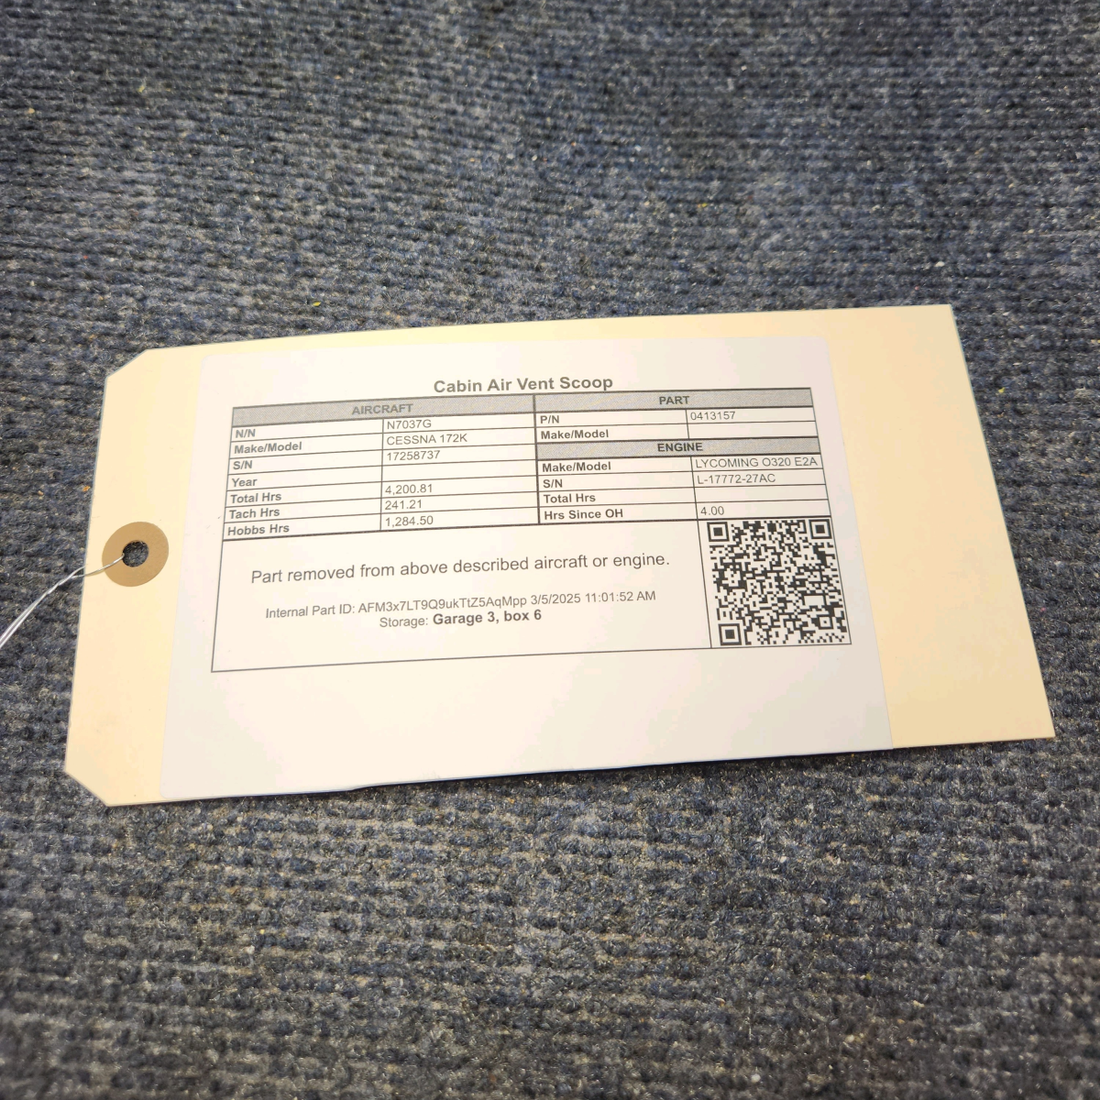 Cabin Air Vent Scoop
AIRCRAFT
N/N N7037G
Make/Model CESSNA 172K
S/N 17258737
Year
Total Hrs 4,200.81
Tach Hrs 241.21
Hobbs Hrs 1,284.50
PART
P/N 0413157
Make/Model
ENGINE
Make/Model LYCOMING O320 E2A
S/N L-17772-27AC
Total Hrs
Hrs Since OH 4.00
Part removed from above described aircraft or engine.
Internal Part ID: AFM3x7LT9Q9ukTtZ5AqMpp 3/5/2025 11:01:52 AM
Storage: Garage 3, box 6